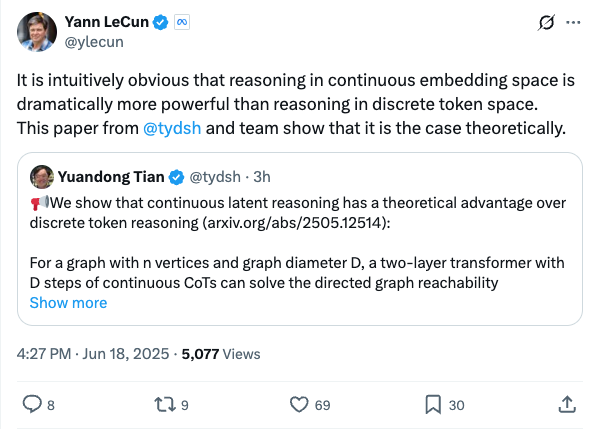 Yann LeCun
@ylecun
It is intuitively obvious that reasoning in continuous embedding space is
dramatically more powerful than reasoning in discrete token space.
This paper from @tydsh and team show that it is the case theoretically.
Yuandong Tian @tydsh · 3h
📢We show that continuous latent reasoning has a theoretical advantage over
discrete token reasoning (arxiv.org/abs/2505.12514):
For a graph with n vertices and graph diameter D, a two-layer transformer with
D steps of continuous CoTs can solve the directed graph reachability
Show more
4:27 PM · Jun 18, 2025 · 5,077 Views
8 9 69 30